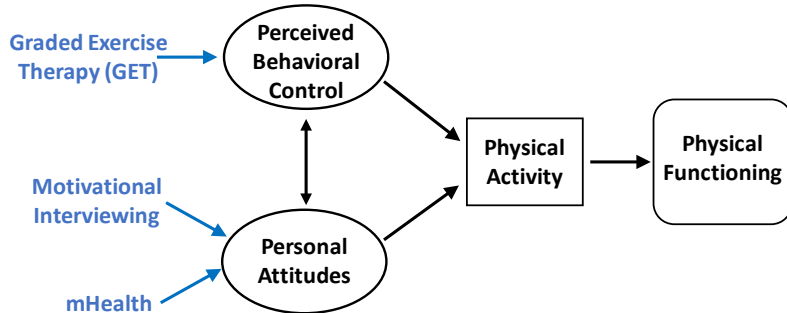 Graded Exercise
Therapy (GET)
Perceived
Behavioral
Control
Motivational
Interviewing
mHealth
Personal
Attitudes
Physical
Activity
Physical
Functioning